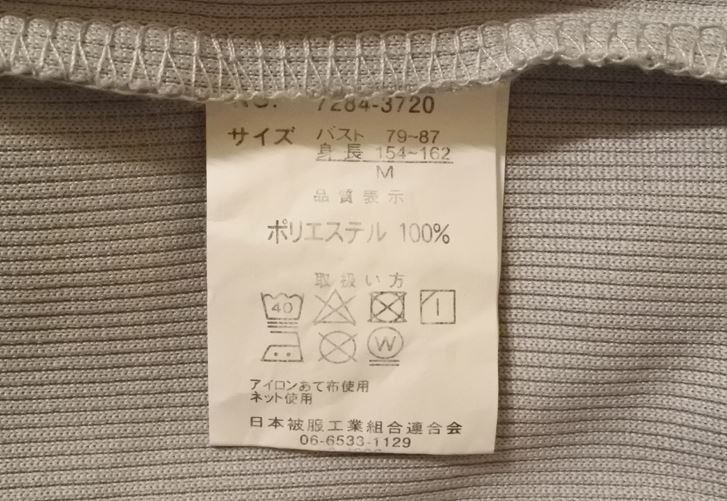 NO. 7284-3720
サイズ バスト 79~87
身長 154~162
M
品質表示
ポリエステル 100%
取扱い方
40
W
アイロンあて布使用
ネット使用
日本被服工業組合連合会
06-6533-1129